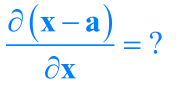 ∂(x − a)/∂x = ?